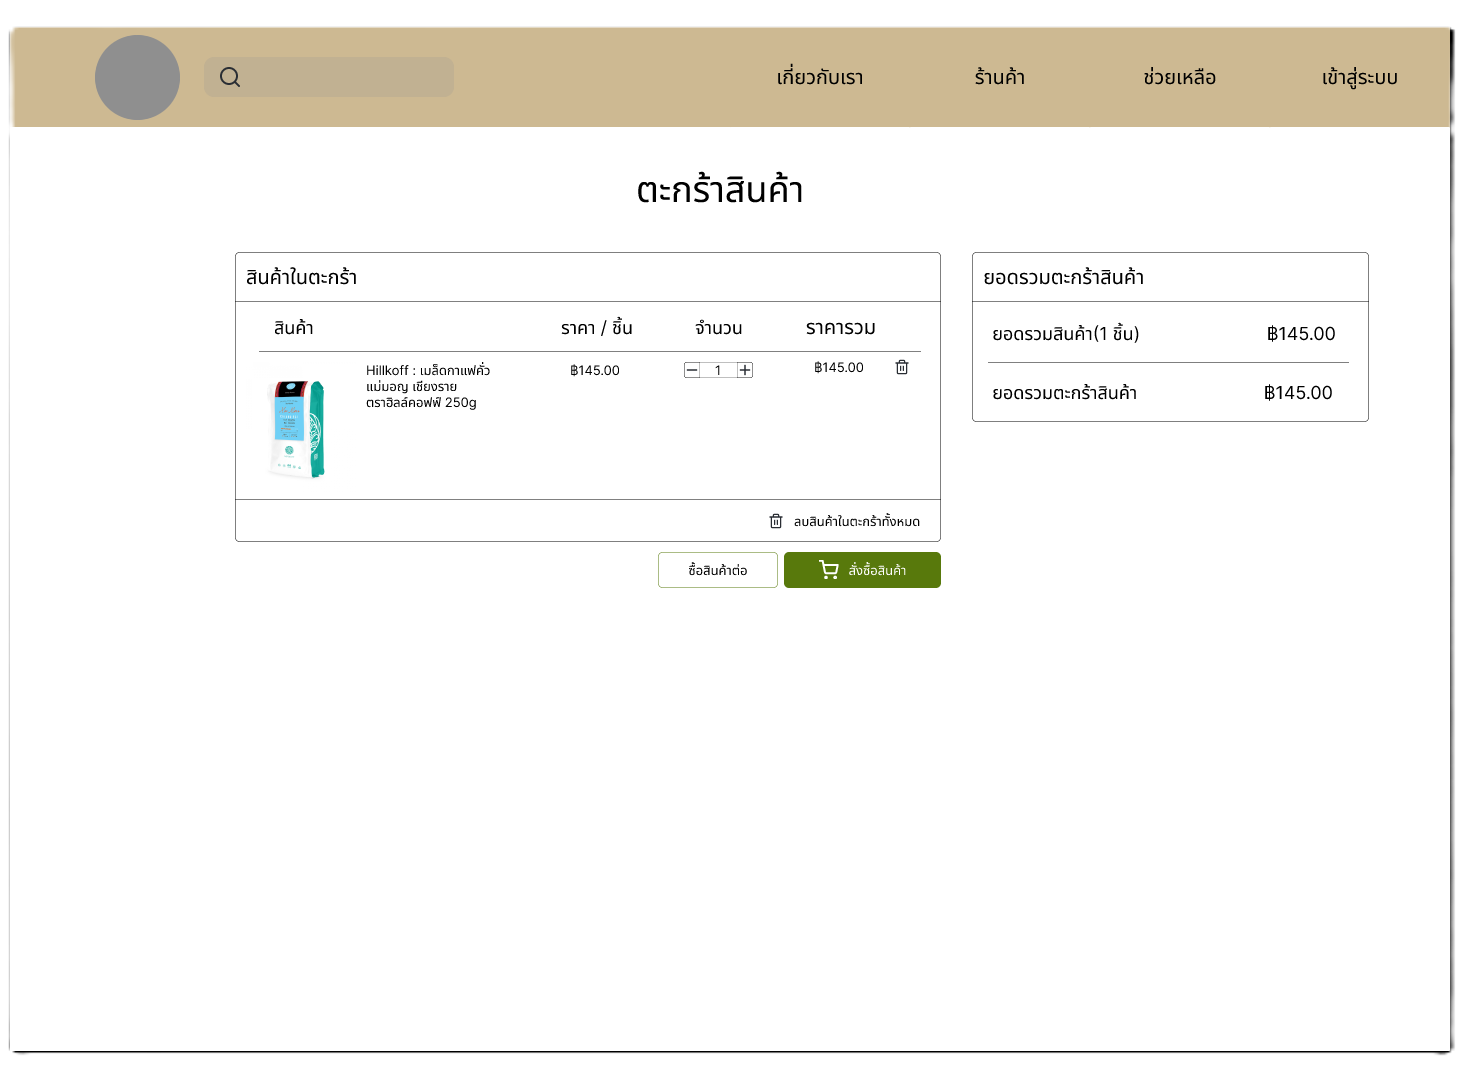 เกี่ยวกับเรา
ร้านค้า
ช่วยเหลือ
เข้าสู่ระบบ
ตะกร้าสินค้า
สินค้าในตะกร้า
สินค้า
ราคา / ชิ้น
จำนวน
ราคารวม
Hillkoff : เมล็ดกาแฟคั่ว
แม่มอญ เชียงราย
ตราฮิลล์คอฟฟ์ 250g
฿145.00
1
฿145.00
ลบสินค้าในตะกร้าทั้งหมด
ซื้อสินค้าต่อ
สั่งซื้อสินค้า
ยอดรวมตะกร้าสินค้า
ยอดรวมสินค้า(1 ชิ้น)
฿145.00
ยอดรวมตะกร้าสินค้า
฿145.00